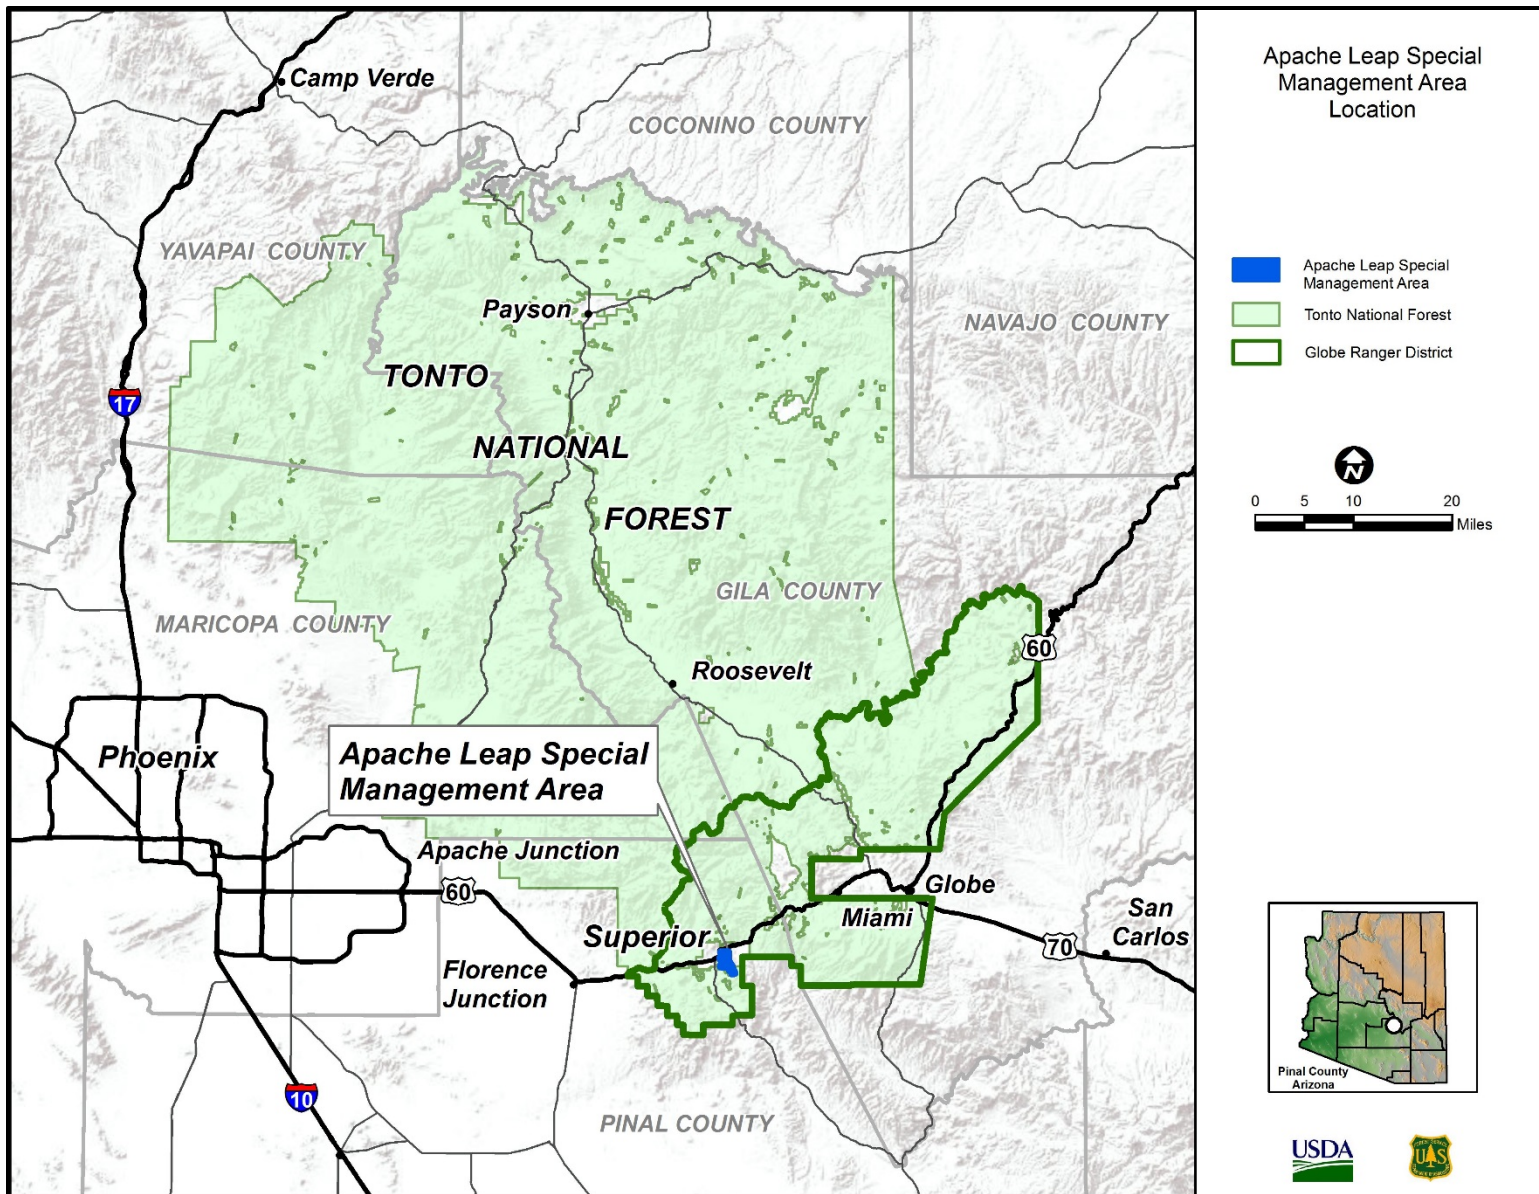 Camp Verde
COCONINO COUNTY
YAVAPAI COUNTY
Payson
NAVAJO COUNTY
TONTO
17
NATIONAL
FOREST
GILA COUNTY
MARICOPA COUNTY
60
Roosevelt
Phoenix
Apache Leap Special
Management Area
Apache Junction
60
Globe
Miami
San
Carlos
Superior
70
Florence
Junction
10
PINAL COUNTY
Apache Leap Special
Management Area
Location
Apache Leap Special
Management Area
Tonto National Forest
Globe Ranger District
N
0 5 10 20
Miles
Pinal County
Arizona
USDA
U S